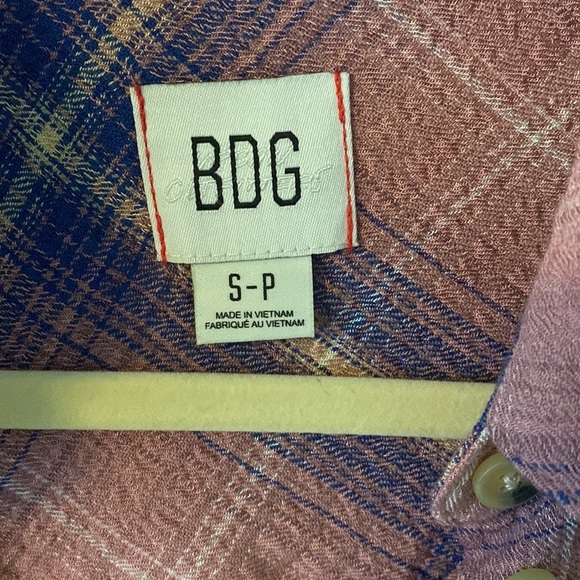 BDG
S-P
MADE IN VIETNAM
FABRIQUÉ AU VIETNAM